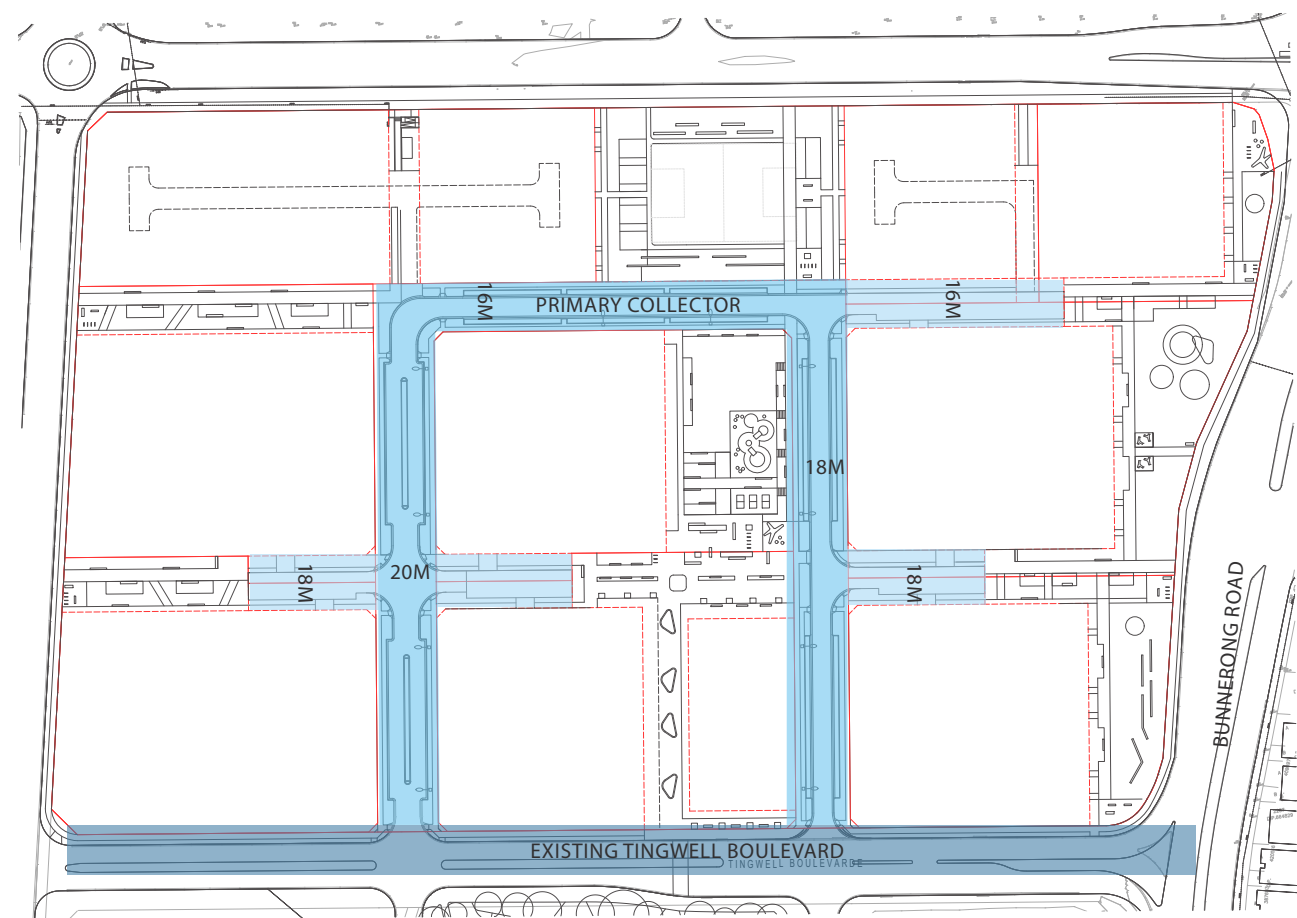 16M
PRIMARY COLLECTOR
16M
18M
18M
20M
18M
BUNNERONG ROAD
EXISTING TINGWELL BOULEVARD
TINGWELL BOULEVARDE